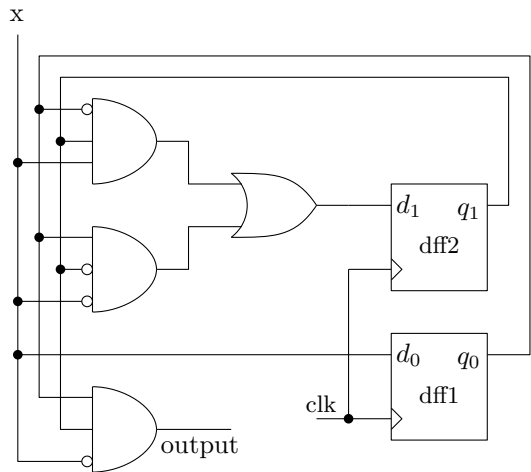 x
d₁ q₁
dff2
output
clk
d₀ q₀
dff1